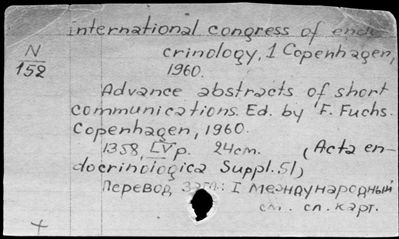 international congress of endo
N
152
crinology, 1 Copenhagen,
1960.
Advance abstracts of short
communications. Ed. by F. Fuchs.
Copenhagen, 1960.
1358, LV p. 24cm. (Acta en-
docrinologica Suppl. 51)
Перевод загл: I Международный
см. сл. карт.
+